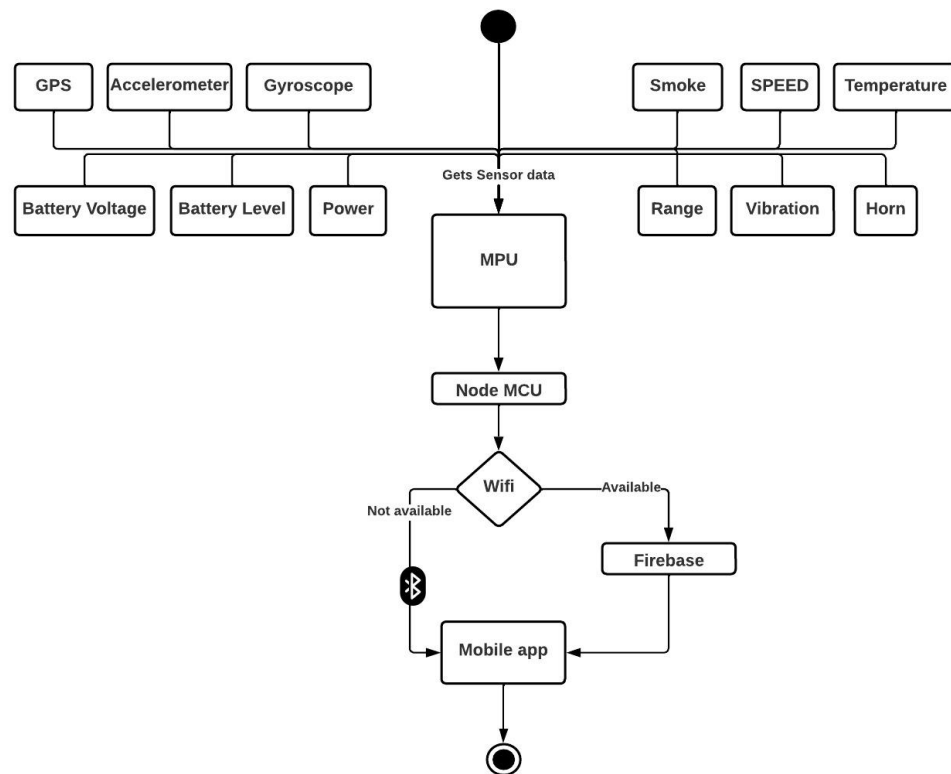 GPS
Accelerometer
Gyroscope
Smoke
SPEED
Temperature
Gets Sensor data
Battery Voltage
Battery Level
Power
Range
Vibration
Horn
MPU
Node MCU
Wifi
Available
Not available
Firebase
Mobile app